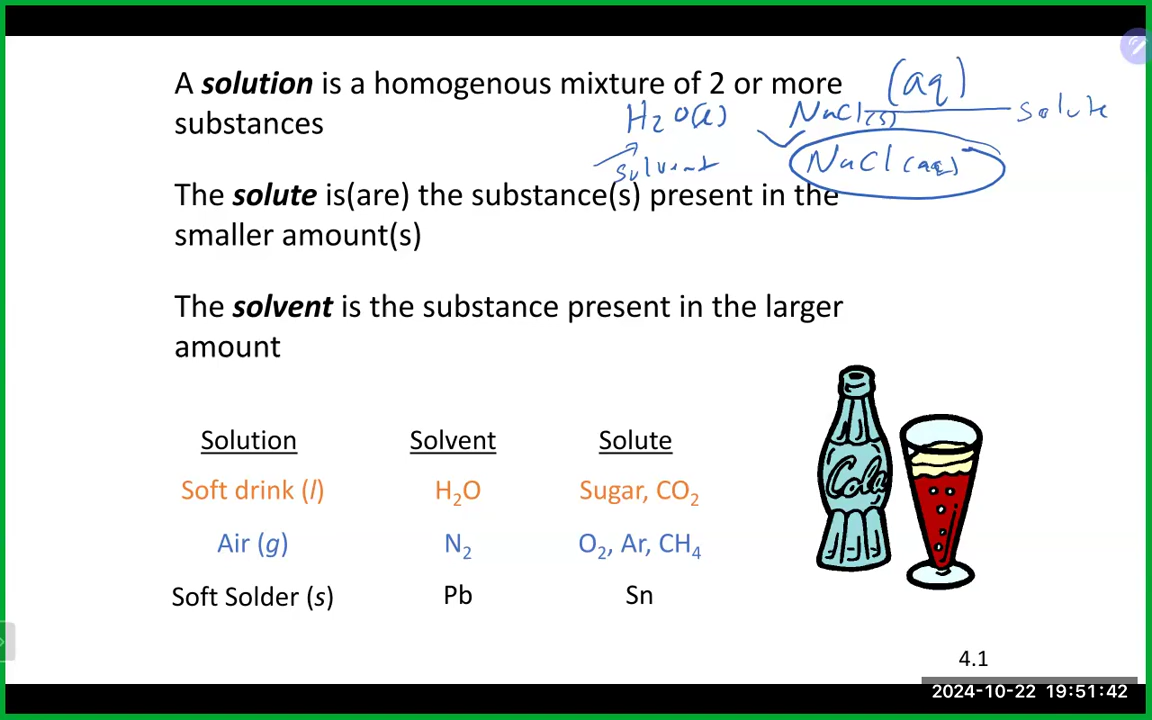 A solution is a homogenous mixture of 2 or more
substances
(aq)
H2O(l)
NaCl(s)
solute
solvent
NaCl(aq)
The solute is(are) the substance(s) present in the
smaller amount(s)
The solvent is the substance present in the larger
amount
Solution Solvent Solute
Soft drink (l) H2O Sugar, CO2
Air (g) N2 O2, Ar, CH4
Soft Solder (s) Pb Sn
Cola
4.1
2024-10-22 19:51:42